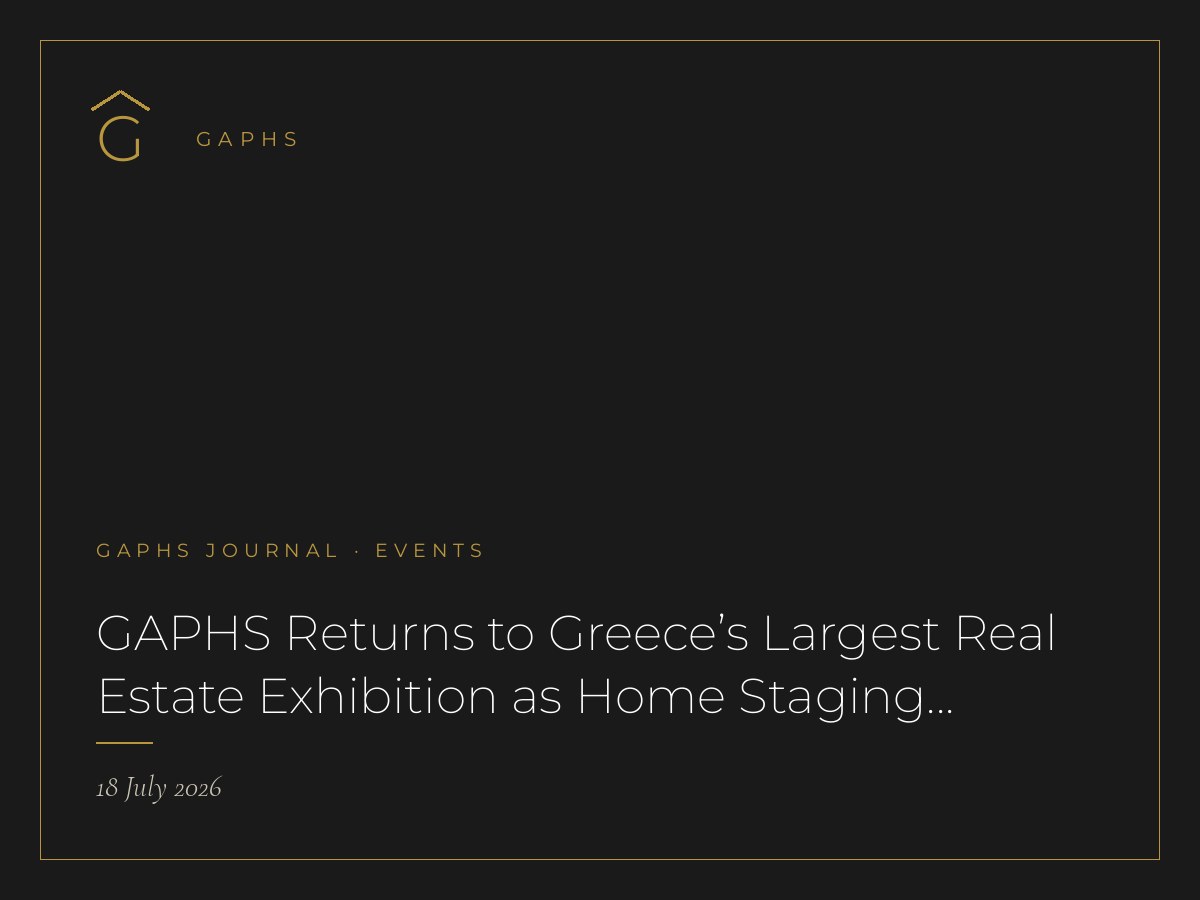 G
GAPHS
GAPHS JOURNAL · EVENTS
GAPHS Returns to Greece’s Largest Real
Estate Exhibition as Home Staging...
18 July 2026